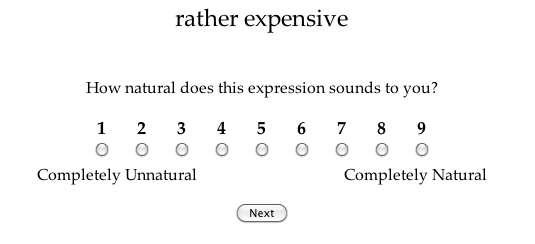 rather expensive
How natural does this expression sounds to you?
1 2 3 4 5 6 7 8 9
Completely Unnatural Completely Natural
Next